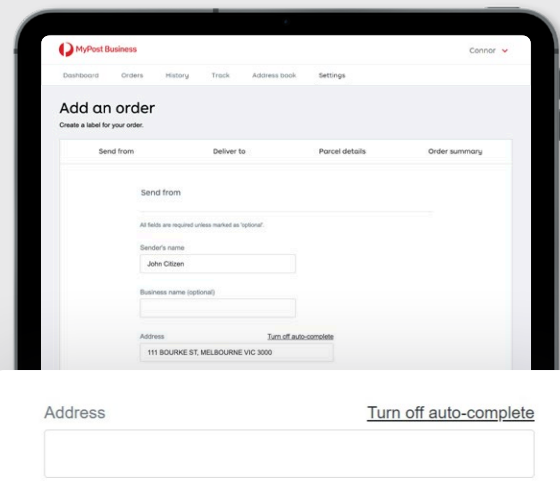 MyPost Business
Connor
Dashboard Orders History Track Address book Settings
Add an order
Create a label for your order.
Send from Deliver to Parcel details Order summary
Send from
All fields are required unless marked as 'optional'.
Sender's name
John Citizen
Business name (optional)
Address Turn off auto-complete
111 BOURKE ST, MELBOURNE VIC 3000
Address Turn off auto-complete